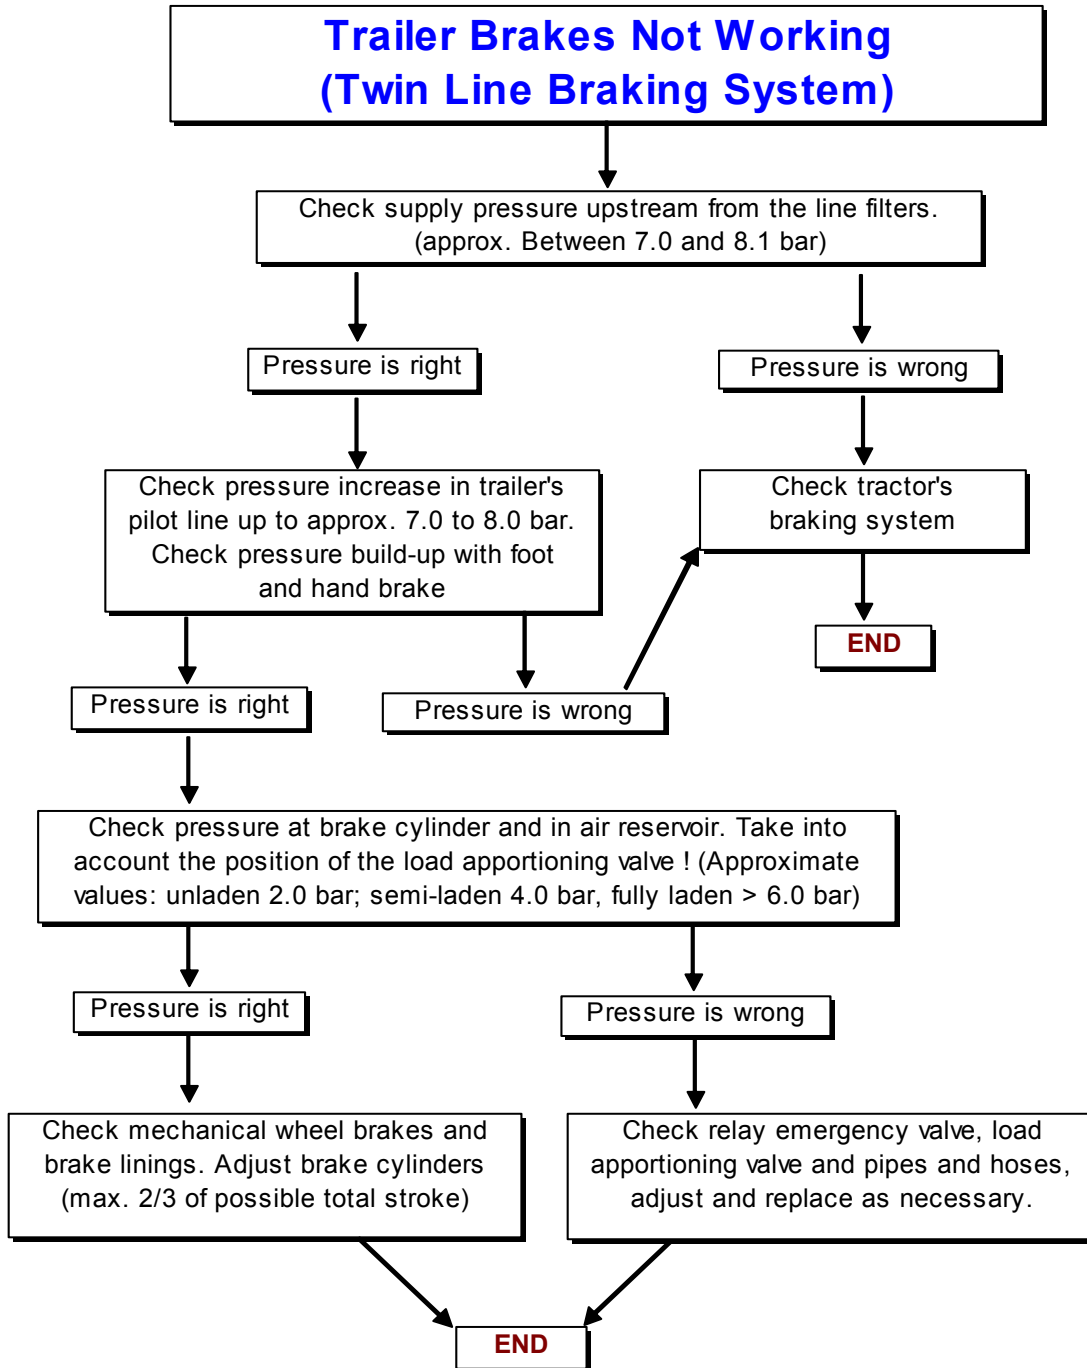 Trailer Brakes Not Working
(Twin Line Braking System)
Check supply pressure upstream from the line filters.
(approx. Between 7.0 and 8.1 bar)
Pressure is right
Pressure is wrong
Check pressure increase in trailer's
pilot line up to approx. 7.0 to 8.0 bar.
Check pressure build-up with foot
and hand brake
Check tractor's
braking system
END
Pressure is right
Pressure is wrong
Check pressure at brake cylinder and in air reservoir. Take into
account the position of the load apportioning valve ! (Approximate
values: unladen 2.0 bar; semi-laden 4.0 bar, fully laden > 6.0 bar)
Pressure is right
Pressure is wrong
Check mechanical wheel brakes and
brake linings. Adjust brake cylinders
(max. 2/3 of possible total stroke)
Check relay emergency valve, load
apportioning valve and pipes and hoses,
adjust and replace as necessary.
END